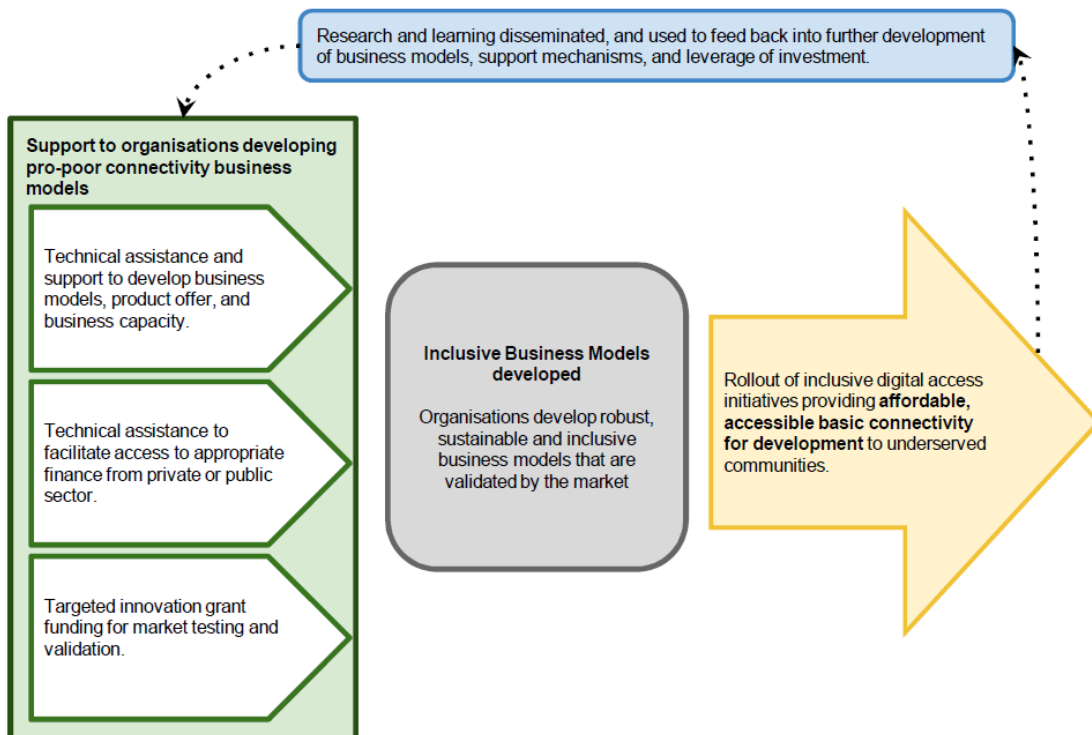 Research and learning disseminated, and used to feed back into further development
of business models, support mechanisms, and leverage of investment.
Support to organisations developing
pro-poor connectivity business
models
Technical assistance and
support to develop business
models, product offer, and
business capacity.
Technical assistance to
facilitate access to appropriate
finance from private or public
sector.
Targeted innovation grant
funding for market testing and
validation.
Inclusive Business Models
developed
Organisations develop robust,
sustainable and inclusive
business models that are
validated by the market
Rollout of inclusive digital access
initiatives providing affordable,
accessible basic connectivity
for development to underserved
communities.